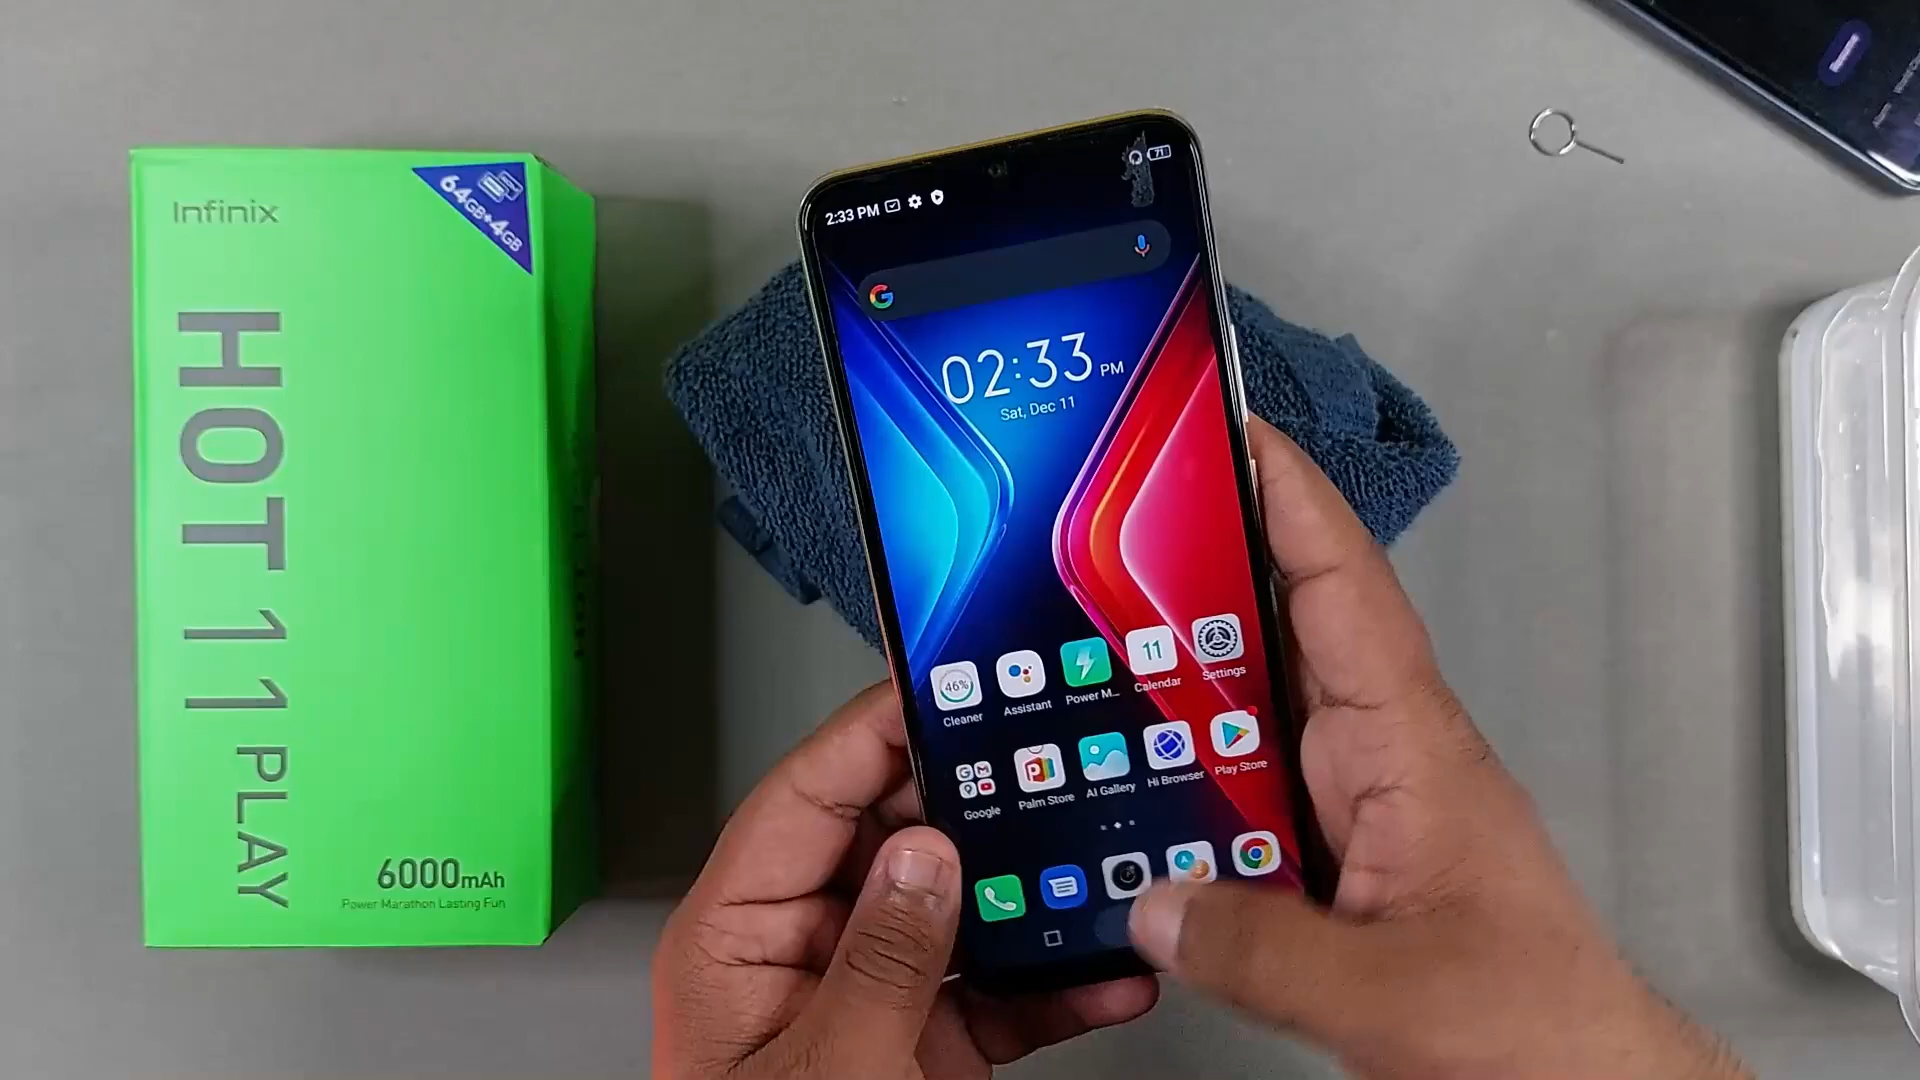 Infinix
64GB+4GB
HOT 11 PLAY
6000mAh
Power Marathon Lasting Fun
2:33 PM
71
02:33 PM
Sat, Dec 11
46%
11
Cleaner
Assistant
Power M...
Calendar
Settings
Google
Palm Store
AI Gallery
Hi Browser
Play Store